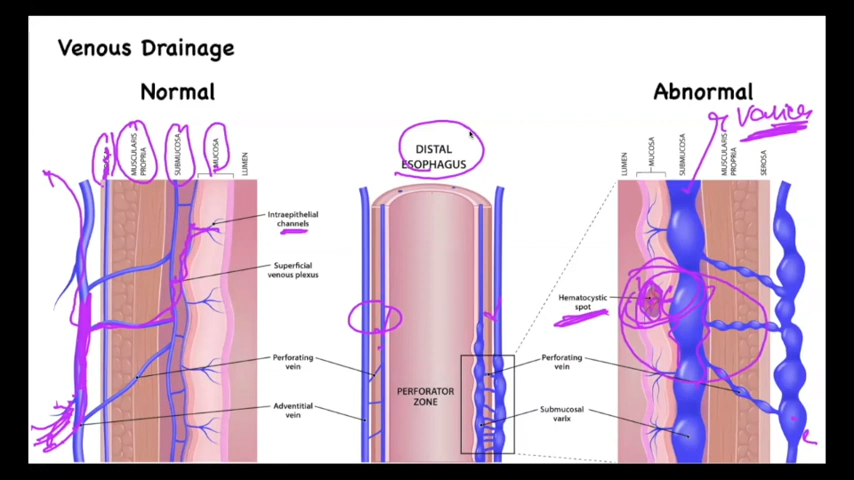 Venous Drainage
Normal
MUSCULARIS
PROPRIA
SUBMUCOSA
MUCOSA
LUMEN
Intraepithelial
channels
Superficial
venous plexus
Perforating
vein
Adventitial
vein
DISTAL
ESOPHAGUS
PERFORATOR
ZONE
Abnormal
varices
LUMEN
MUCOSA
SUBMUCOSA
MUSCULARIS
PROPRIA
SEROSA
Hematocystic
spot
Perforating
vein
Submucosal
varix